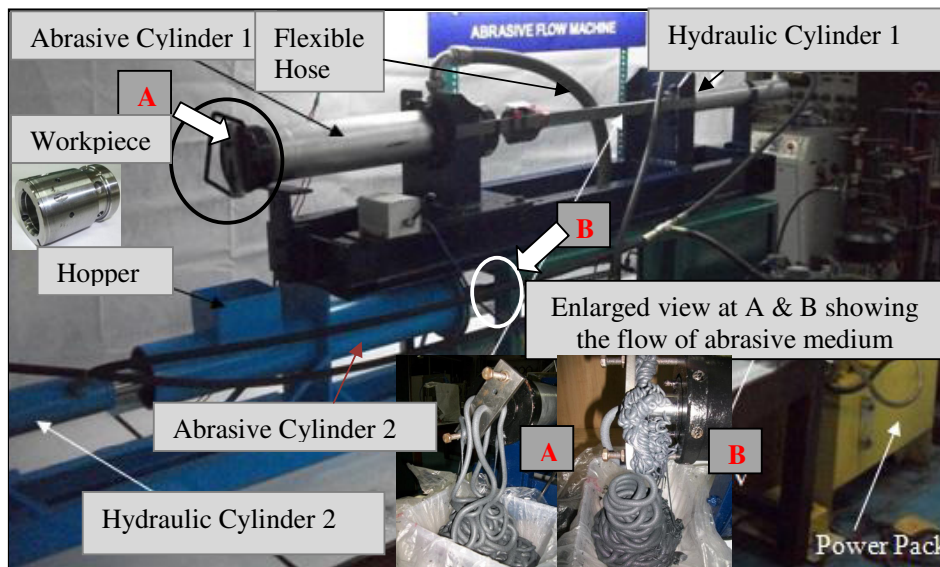 Abrasive Cylinder 1
Flexible
Hose
ABRASIVE FLOW MACHINE
Hydraulic Cylinder 1
A
Workpiece
B
Hopper
Enlarged view at A & B showing
the flow of abrasive medium
Abrasive Cylinder 2
A
B
Hydraulic Cylinder 2
Power Pack